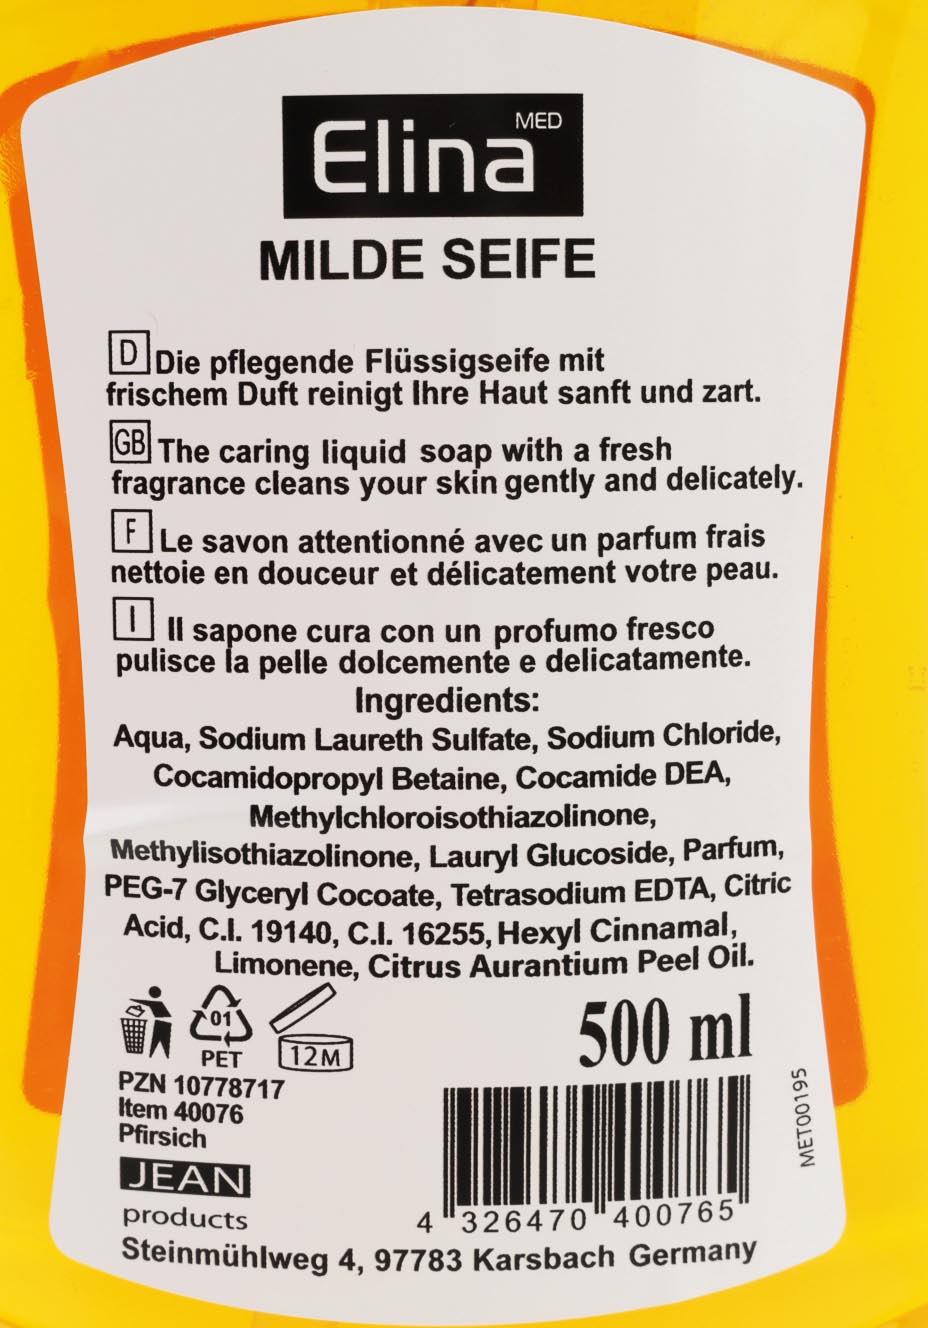 Elina MED
MILDE SEIFE
D Die pflegende Flüssigseife mit
frischem Duft reinigt Ihre Haut sanft und zart.
GB The caring liquid soap with a fresh
fragrance cleans your skin gently and delicately.
F Le savon attentionné avec un parfum frais
nettoie en douceur et délicatement votre peau.
I Il sapone cura con un profumo fresco
pulisce la pelle dolcemente e delicatamente.
Ingredients:
Aqua, Sodium Laureth Sulfate, Sodium Chloride,
Cocamidopropyl Betaine, Cocamide DEA,
Methylchloroisothiazolinone,
Methylisothiazolinone, Lauryl Glucoside, Parfum,
PEG-7 Glyceryl Cocoate, Tetrasodium EDTA, Citric
Acid, C.I. 19140, C.I. 16255, Hexyl Cinnamal,
Limonene, Citrus Aurantium Peel Oil.
01
PET
12M
500 ml
PZN 10778717
Item 40076
Pfirsich
JEAN
products
4 326470 400765
MET00195
Steinmühlweg 4, 97783 Karsbach Germany